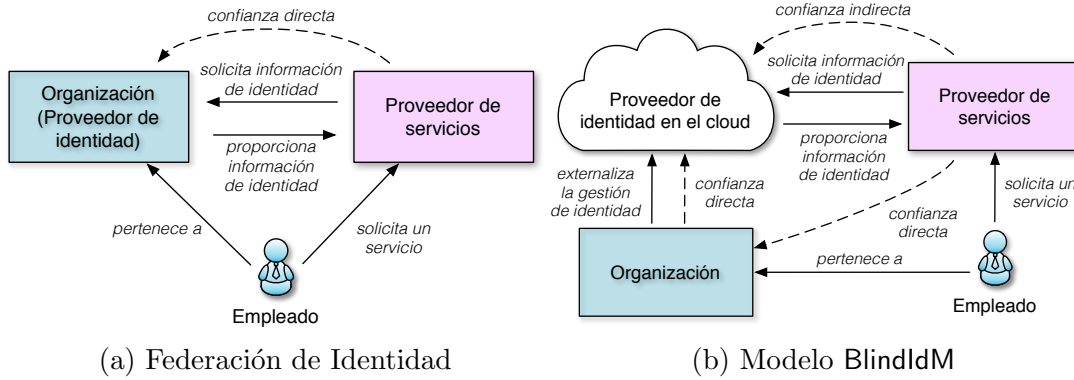 confianza directa
Organización
(Proveedor de
identidad)
solicita información
de identidad
proporciona
información
de identidad
Proveedor de
servicios
pertenece a
solicita un
servicio
Empleado
(a) Federación de Identidad
confianza indirecta
Proveedor de
identidad en el cloud
solicita información
de identidad
proporciona
información
de identidad
Proveedor de
servicios
externaliza
la gestión
de identidad
confianza
directa
confianza
directa
solicita un
servicio
Organización
pertenece a
Empleado
(b) Modelo BlindIdM